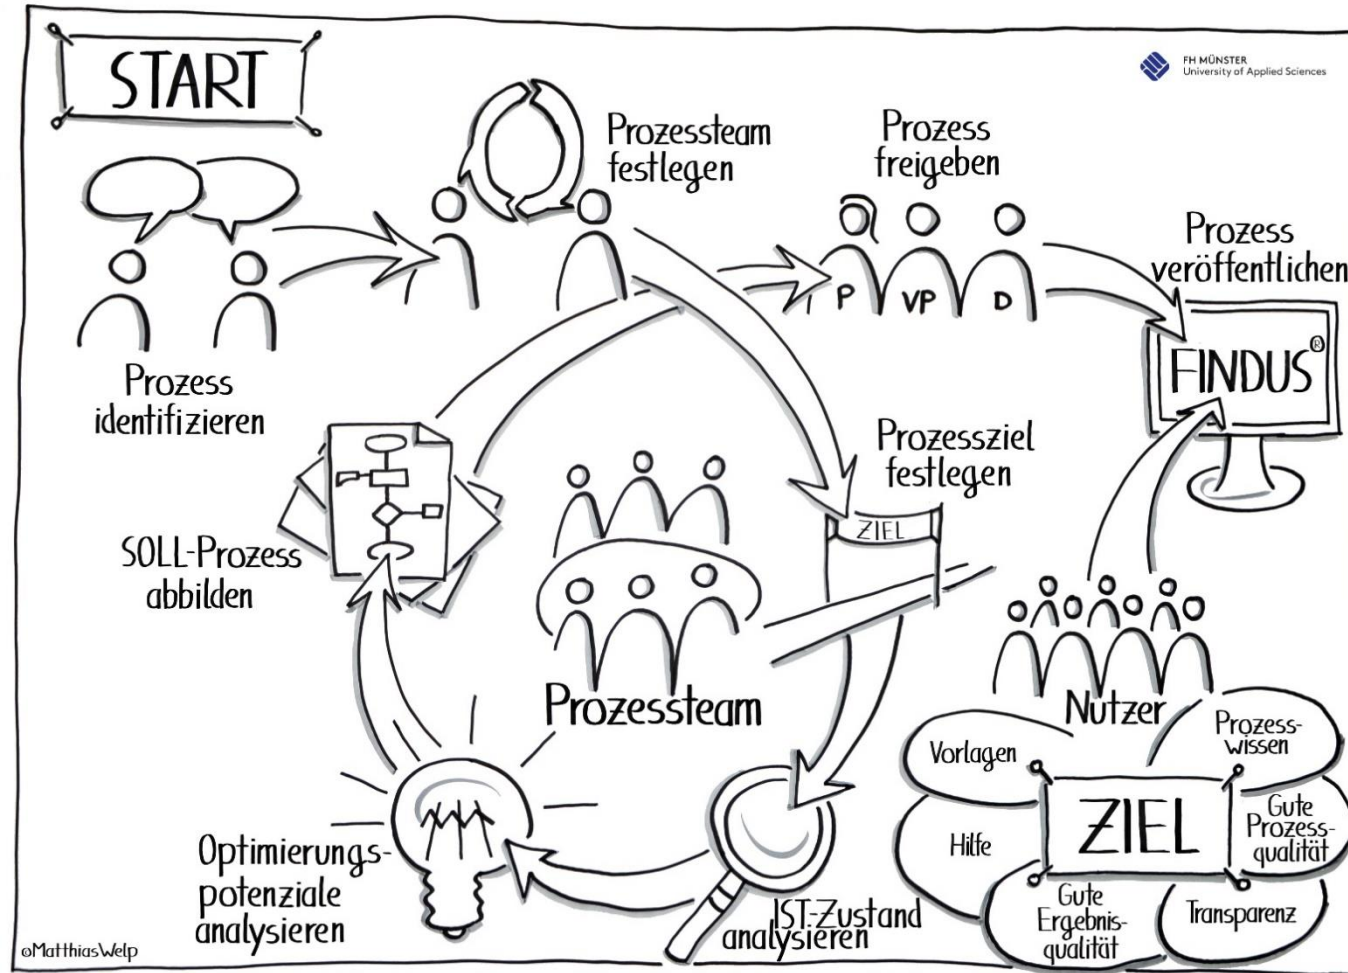 START
FH MÜNSTER
University of Applied Sciences
Prozessteam
festlegen
Prozess
freigeben
P VP D
Prozess
veröffentlichen
FINDUS®
Prozess
identifizieren
Prozessziel
festlegen
ZIEL
SOLL-Prozess
abbilden
Prozessteam
Nutzer
Vorlagen
Prozess-
wissen
ZIEL
Hilfe
Gute
Prozess-
qualität
Gute
Ergebnis-
qualität
Transparenz
Optimierungs-
potenziale
analysieren
IST-Zustand
analysieren
©MatthiasWelp